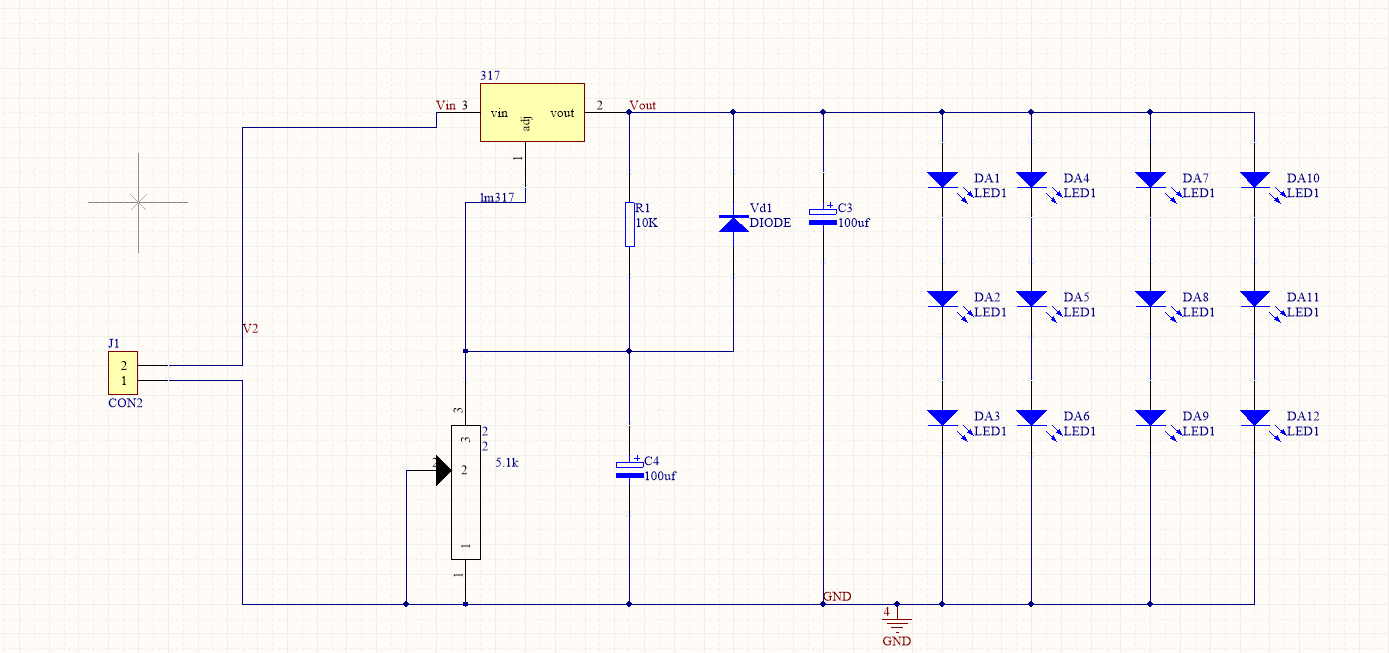 317
Vin 3
vin
vout
adj
2
Vout
1
lm317
R1
10K
Vd1
DIODE
C3
100uf
DA1
LED1
DA4
LED1
DA7
LED1
DA10
LED1
DA2
LED1
DA5
LED1
DA8
LED1
DA11
LED1
V2
J1
2
1
CON2
3
3
2
2
2
2
5.1k
1
1
C4
100uf
DA3
LED1
DA6
LED1
DA9
LED1
DA12
LED1
GND
4
GND